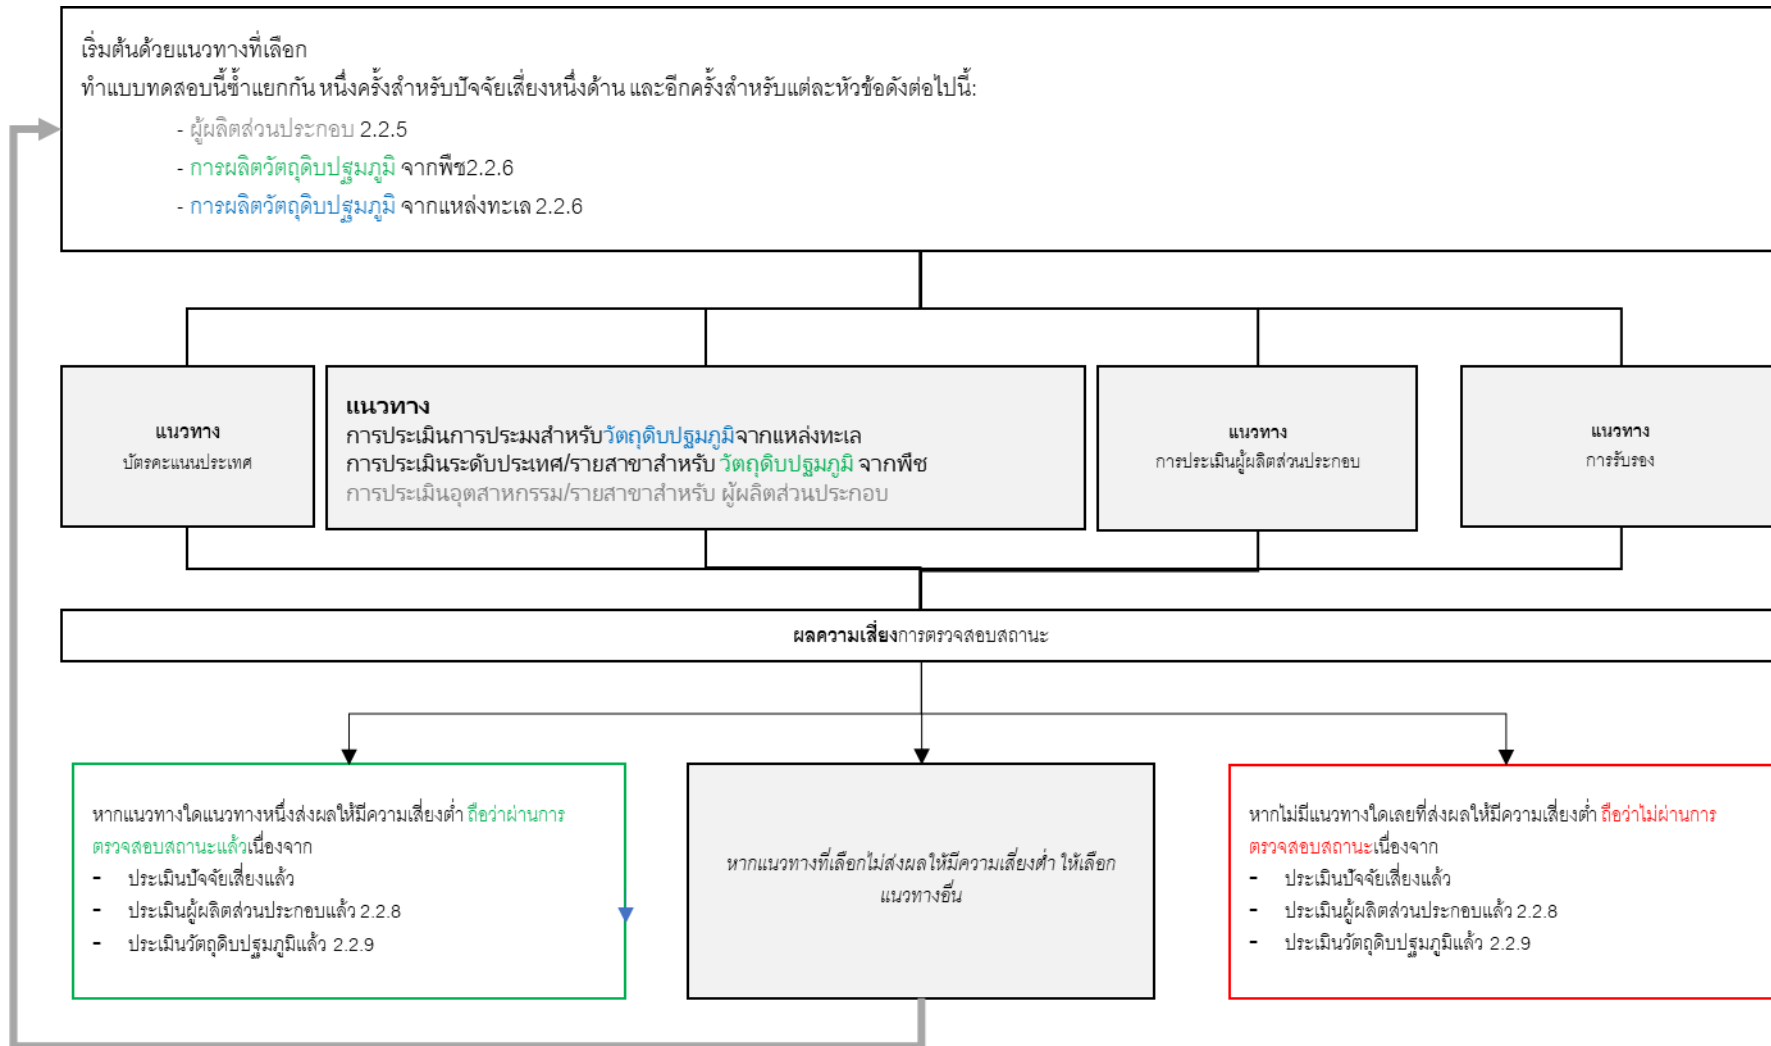 เริ่มต้นด้วยแนวทางที่เลือก
ทำแบบทดสอบนี้ซ้ำแยกกัน หนึ่งครั้งสำหรับปัจจัยเสี่ยงหนึ่งด้าน และอีกครั้งสำหรับแต่ละหัวข้อดังต่อไปนี้:
- ผู้ผลิตส่วนประกอบ 2.2.5
- การผลิตวัตถุดิบปฐมภูมิ จากพืช2.2.6
- การผลิตวัตถุดิบปฐมภูมิ จากแหล่งทะเล 2.2.6
แนวทาง
บัตรคะแนนประเทศ
แนวทาง
การประเมินการประมงสำหรับวัตถุดิบปฐมภูมิจากแหล่งทะเล
การประเมินระดับประเทศ/รายสาขาสำหรับ วัตถุดิบปฐมภูมิ จากพืช
การประเมินอุตสาหกรรม/รายสาขาสำหรับ ผู้ผลิตส่วนประกอบ
แนวทาง
การประเมินผู้ผลิตส่วนประกอบ
แนวทาง
การรับรอง
ผลความเสี่ยงการตรวจสอบสถานะ
หากแนวทางใดแนวทางหนึ่งส่งผลให้มีความเสี่ยงต่ำ ถือว่าผ่านการ
ตรวจสอบสถานะแล้วเนื่องจาก
- ประเมินปัจจัยเสี่ยงแล้ว
- ประเมินผู้ผลิตส่วนประกอบแล้ว 2.2.8
- ประเมินวัตถุดิบปฐมภูมิแล้ว 2.2.9
หากแนวทางที่เลือกไม่ส่งผลให้มีความเสี่ยงต่ำ ให้เลือก
แนวทางอื่น
หากไม่มีแนวทางใดเลยที่ส่งผลให้มีความเสี่ยงต่ำ ถือว่าไม่ผ่านการ
ตรวจสอบสถานะเนื่องจาก
- ประเมินปัจจัยเสี่ยงแล้ว
- ประเมินผู้ผลิตส่วนประกอบแล้ว 2.2.8
- ประเมินวัตถุดิบปฐมภูมิแล้ว 2.2.9